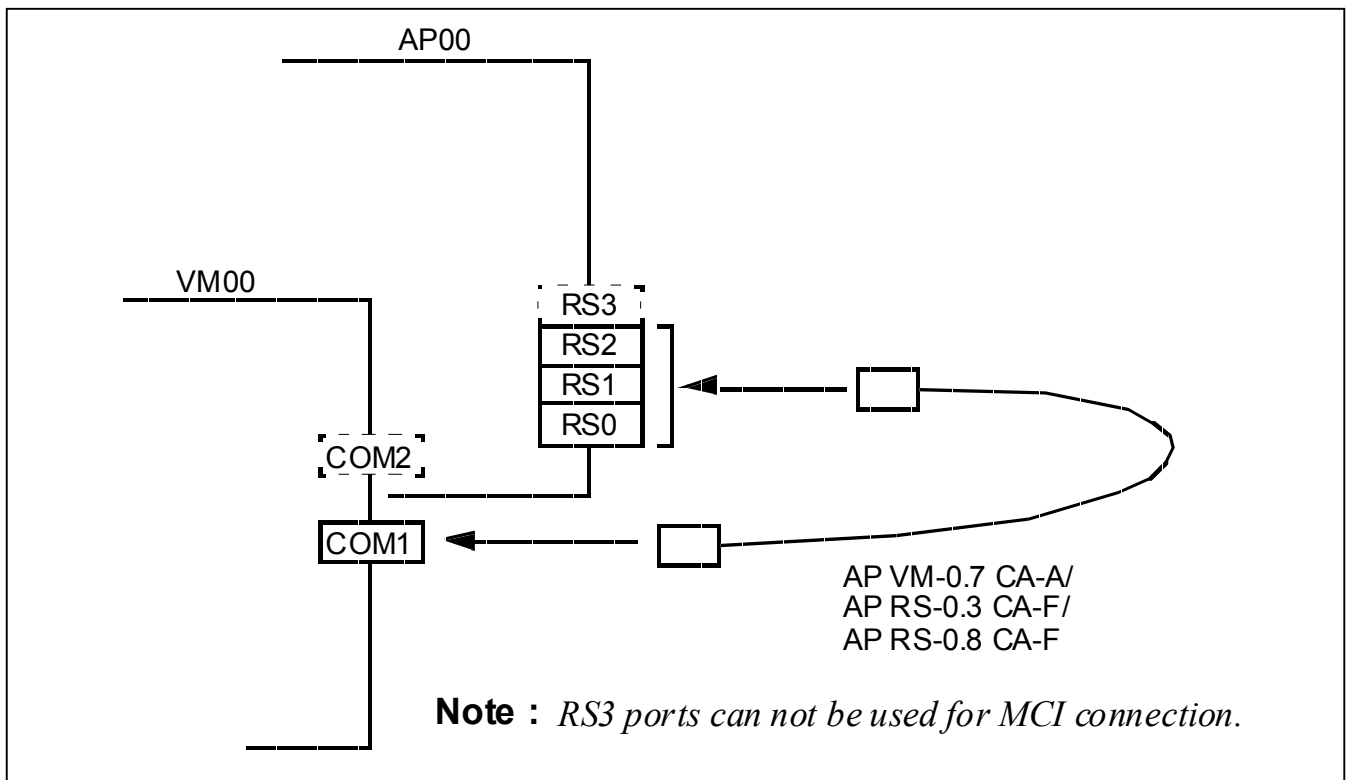 AP00
VM00
RS3
RS2
RS1
RS0
COM2
COM1
AP VM-0.7 CA-A/
AP RS-0.3 CA-F/
AP RS-0.8 CA-F
Note : RS3 ports can not be used for MCI connection.